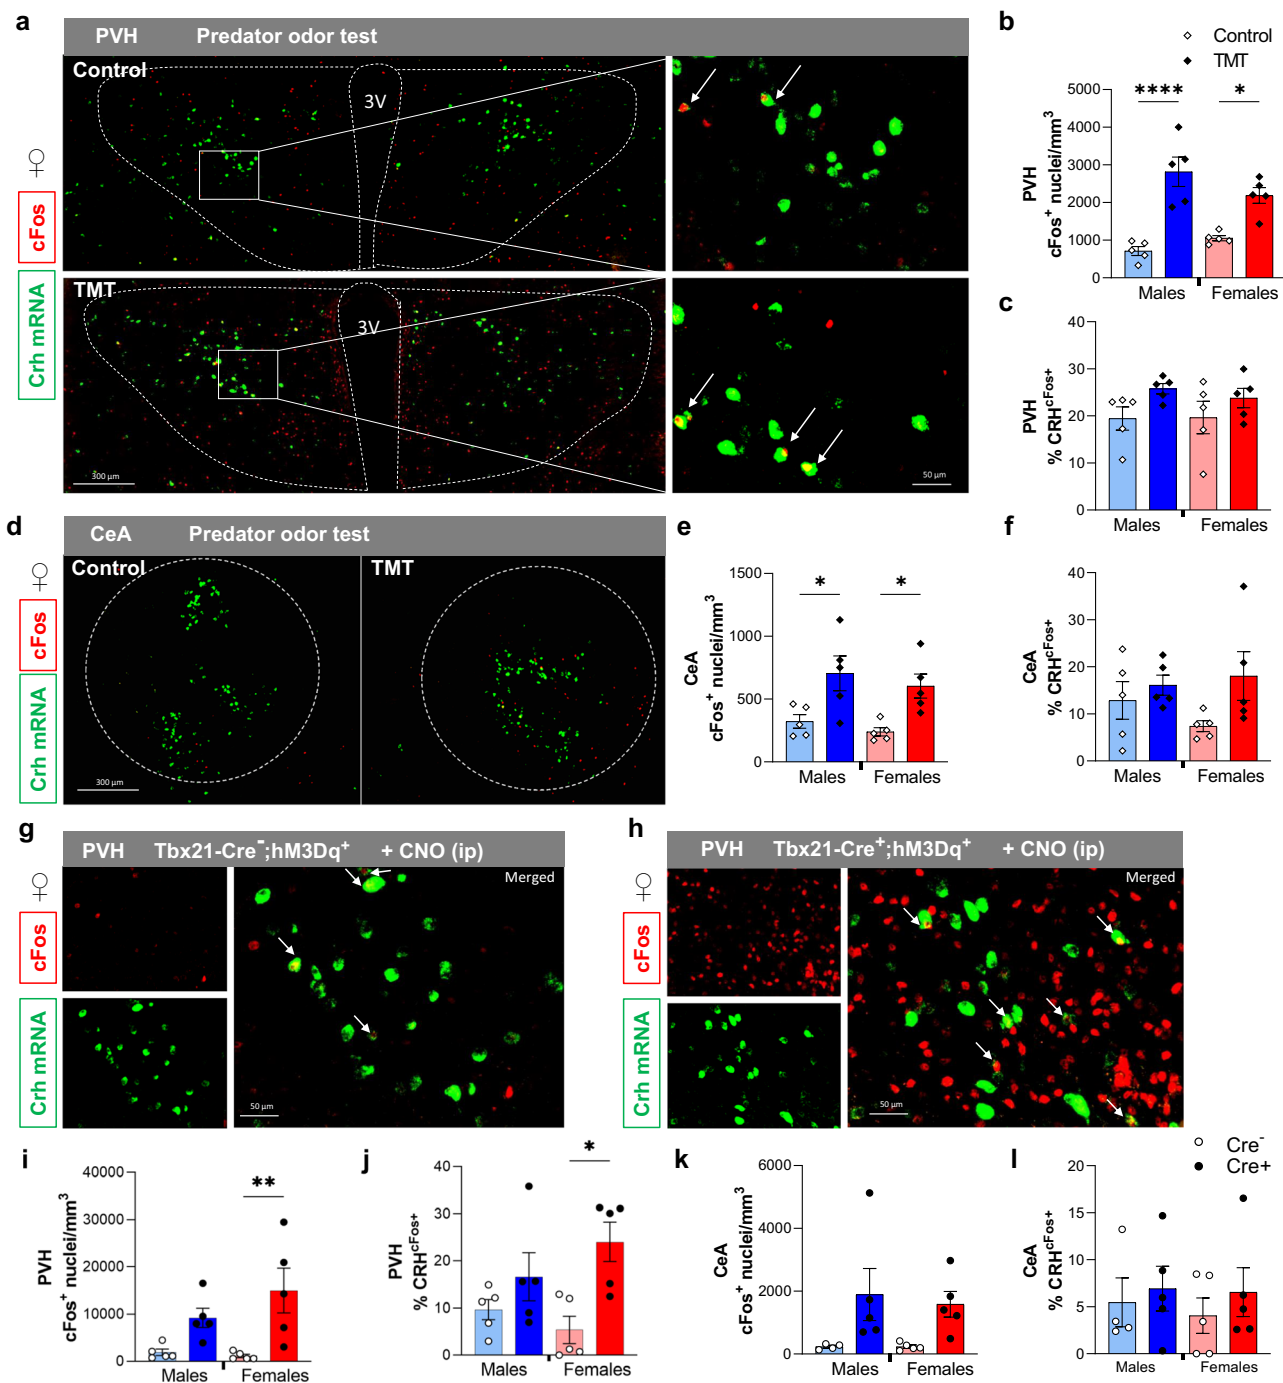 a
PVH Predator odor test
Control
3V
TMT
3V
300 µm
50 µm
♀
cFos
Crh mRNA
b
◇ Control
◆ TMT
PVH
cFos+ nuclei/mm3
5000
4000
3000
2000
1000
0
****
*
Males Females
c
PVH
% CRHcFos+
40
30
20
10
0
Males Females
d
CeA Predator odor test
Control
TMT
300 µm
♀
cFos
Crh mRNA
e
CeA
cFos+ nuclei/mm3
1500
1000
500
0
*
*
Males Females
f
CeA
% CRHcFos+
40
30
20
10
0
Males Females
g
PVH Tbx21-Cre-;hM3Dq+ + CNO (ip)
Merged
50 µm
♀
cFos
Crh mRNA
h
PVH Tbx21-Cre+;hM3Dq+ + CNO (ip)
Merged
50 µm
♀
cFos
Crh mRNA
i
PVH
cFos+ nuclei/mm3
40000
30000
20000
10000
0
**
Males Females
j
PVH
% CRHcFos+
40
30
20
10
0
*
Males Females
k
CeA
cFos+ nuclei/mm3
6000
4000
2000
0
Males Females
l
○ Cre-
● Cre+
CeA
% CRHcFos+
20
15
10
5
0
Males Females